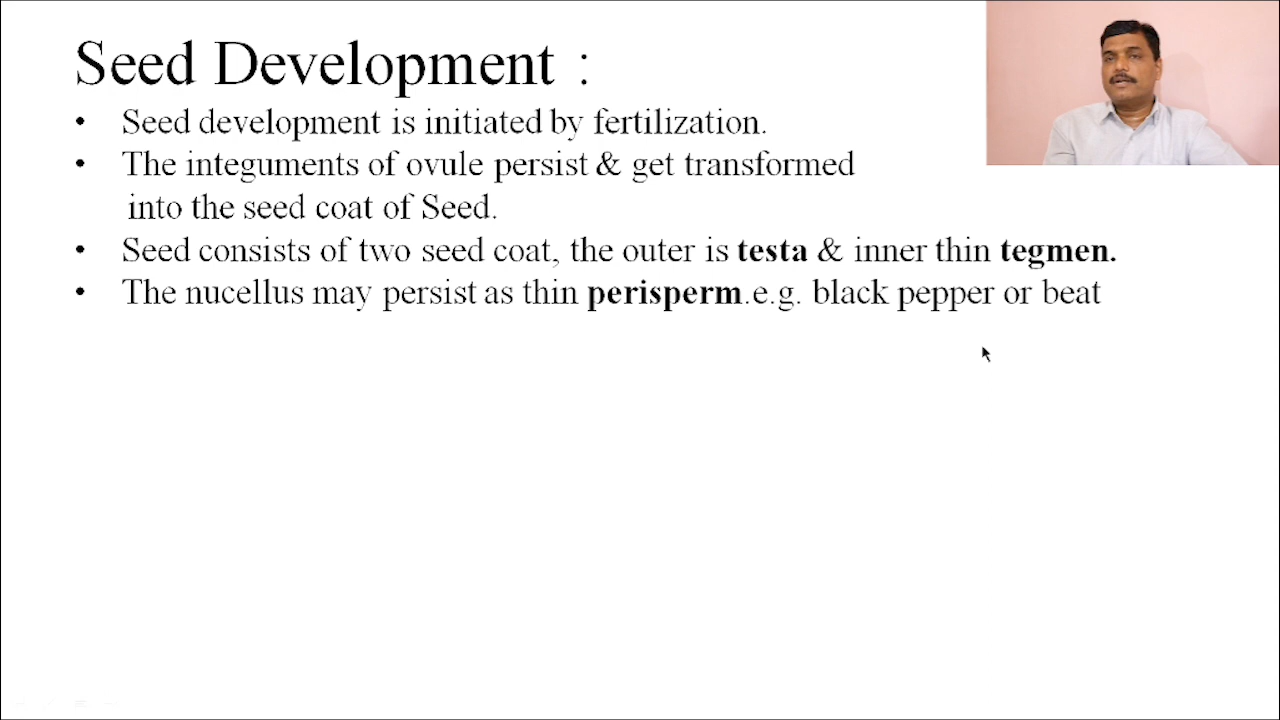 Seed Development :
• Seed development is initiated by fertilization.
• The integuments of ovule persist & get transformed
into the seed coat of Seed.
• Seed consists of two seed coat, the outer is testa & inner thin tegmen.
• The nucellus may persist as thin perisperm.e.g. black pepper or beat